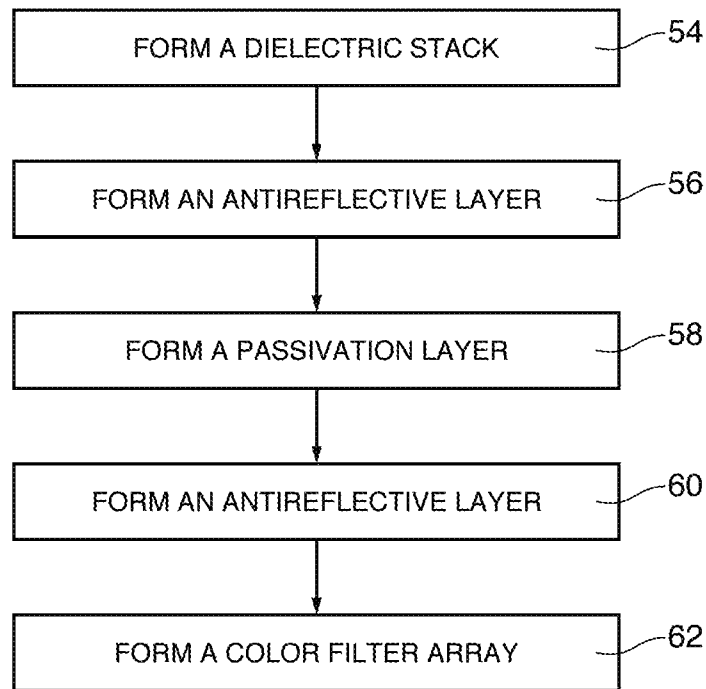 FORM A DIELECTRIC STACK 54
FORM AN ANTIREFLECTIVE LAYER 56
FORM A PASSIVATION LAYER 58
FORM AN ANTIREFLECTIVE LAYER 60
FORM A COLOR FILTER ARRAY 62